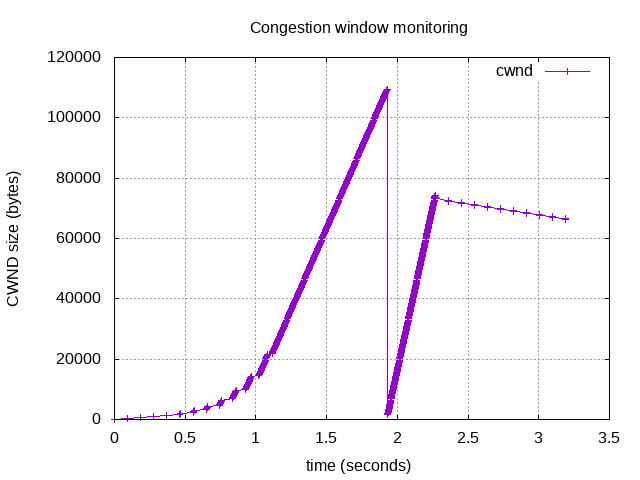 Congestion window monitoring
120000
100000
80000
60000
40000
20000
0
CWND size (bytes)
cwnd
0 0.5 1 1.5 2 2.5 3 3.5
time (seconds)